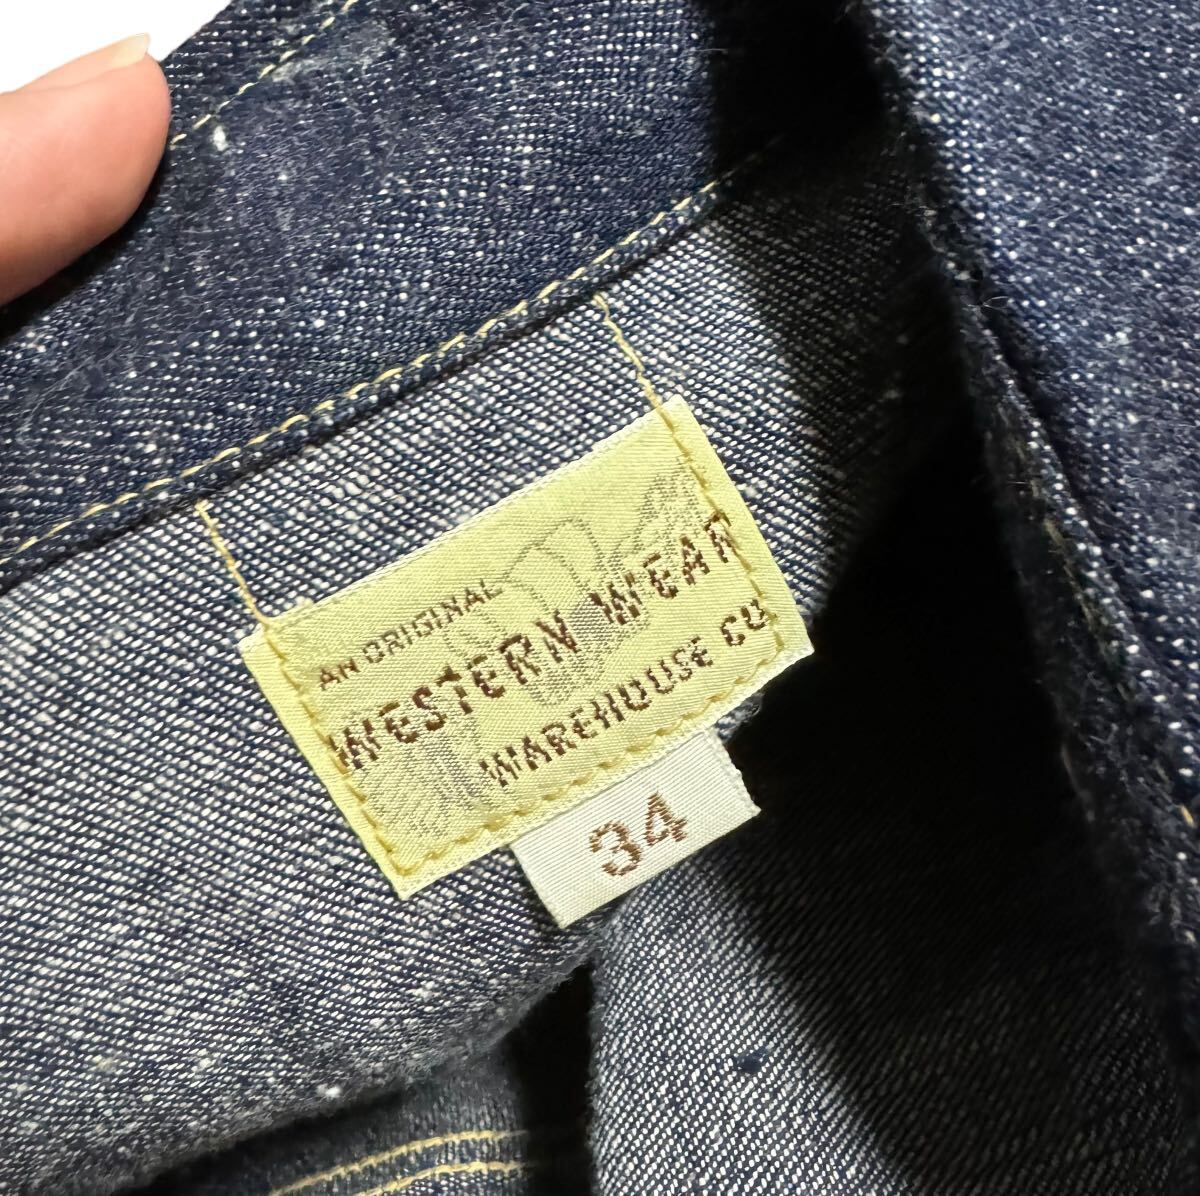 AN ORIGINAL
WESTERN WEAR
WAREHOUSE CO
34